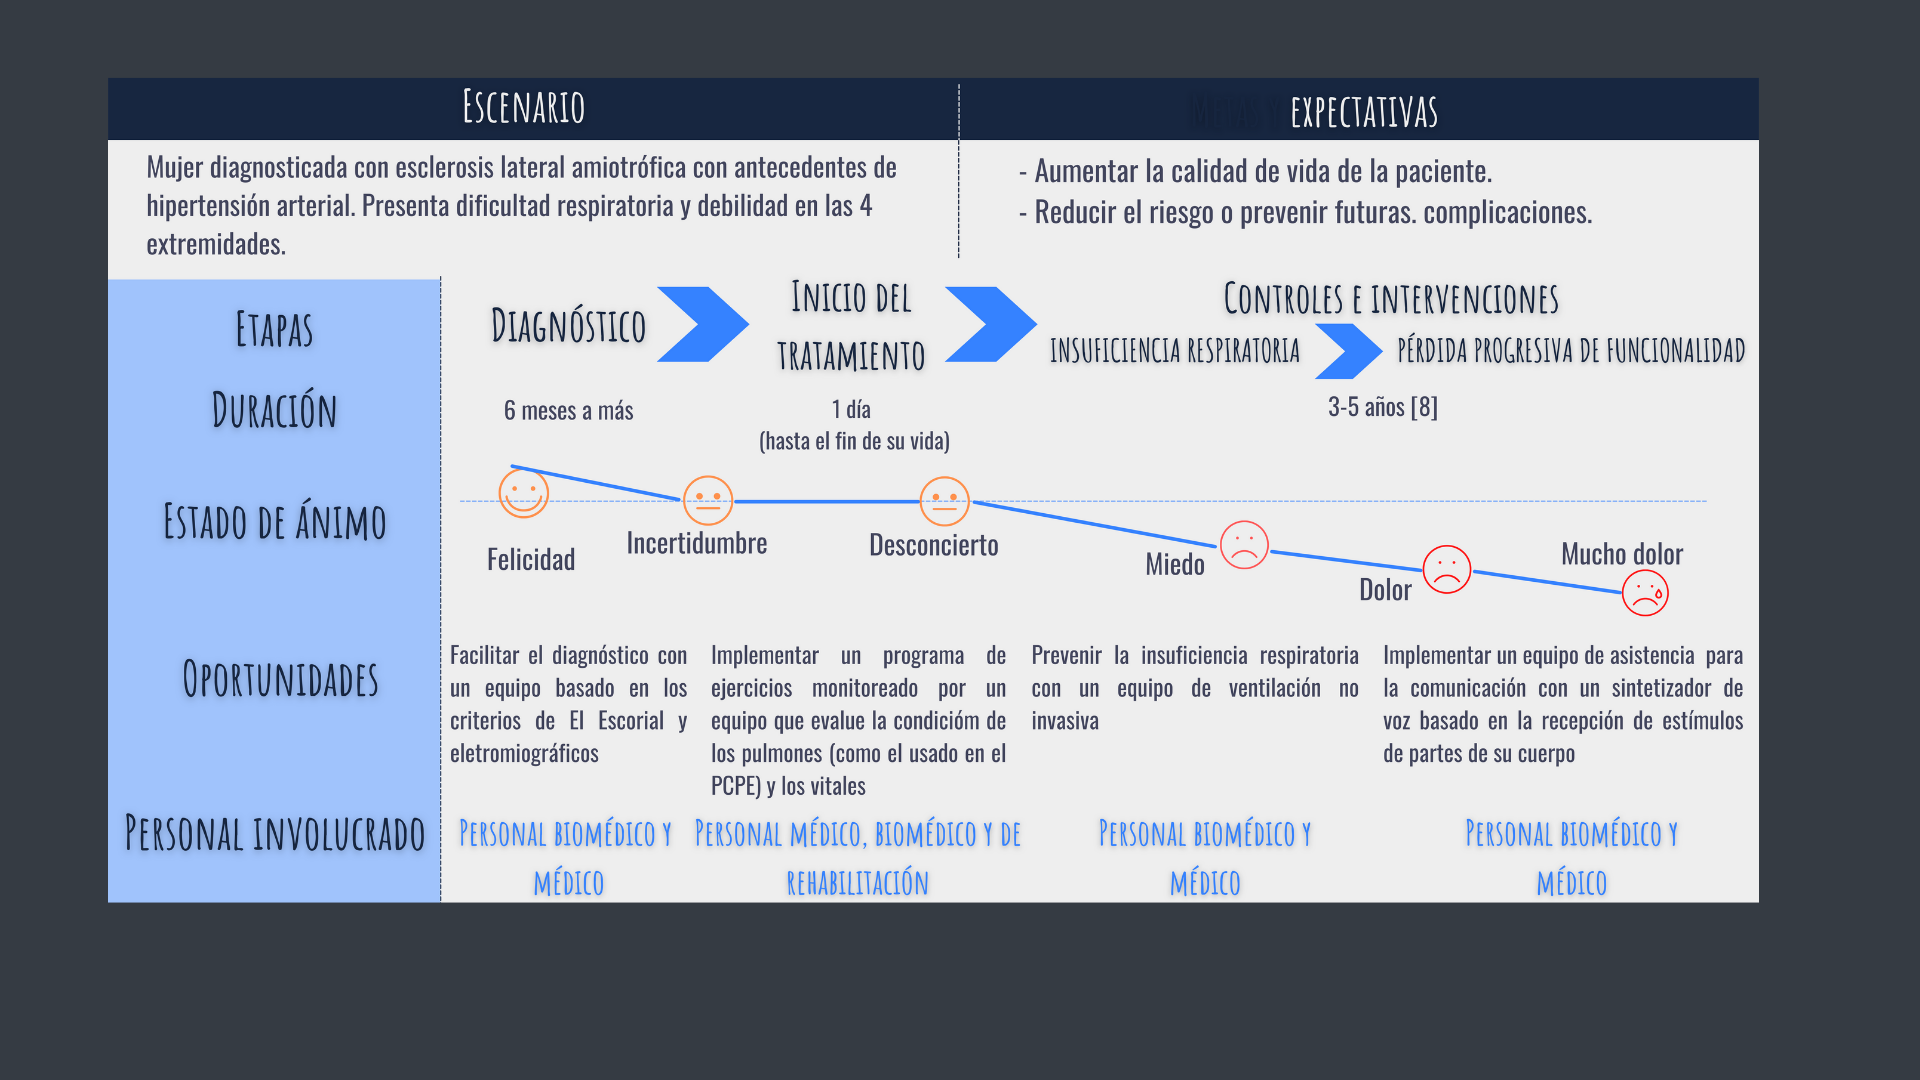 Escenario
expectativas
Mujer diagnosticada con esclerosis lateral amiotrófica con antecedentes de
hipertensión arterial. Presenta dificultad respiratoria y debilidad en las 4
extremidades.
- Aumentar la calidad de vida de la paciente.
- Reducir el riesgo o prevenir futuras. complicaciones.
Etapas
Diagnóstico
Inicio del
tratamiento
Controles e intervenciones
insuficiencia respiratoria
pérdida progresiva de funcionalidad
Duración
6 meses a más
1 día
(hasta el fin de su vida)
3-5 años [8]
Estado de ánimo
Felicidad
Incertidumbre
Desconcierto
Miedo
Dolor
Mucho dolor
Oportunidades
Facilitar el diagnóstico con
un equipo basado en los
criterios de El Escorial y
eletromiográficos
Implementar un programa de
ejercicios monitoreado por un
equipo que evalue la condicióm de
los pulmones (como el usado en el
PCPE) y los vitales
Prevenir la insuficiencia respiratoria
con un equipo de ventilación no
invasiva
Implementar un equipo de asistencia para
la comunicación con un sintetizador de
voz basado en la recepción de estímulos
de partes de su cuerpo
Personal involucrado
Personal biomédico y
médico
Personal médico, biomédico y de
rehabilitación
Personal biomédico y
médico
Personal biomédico y
médico